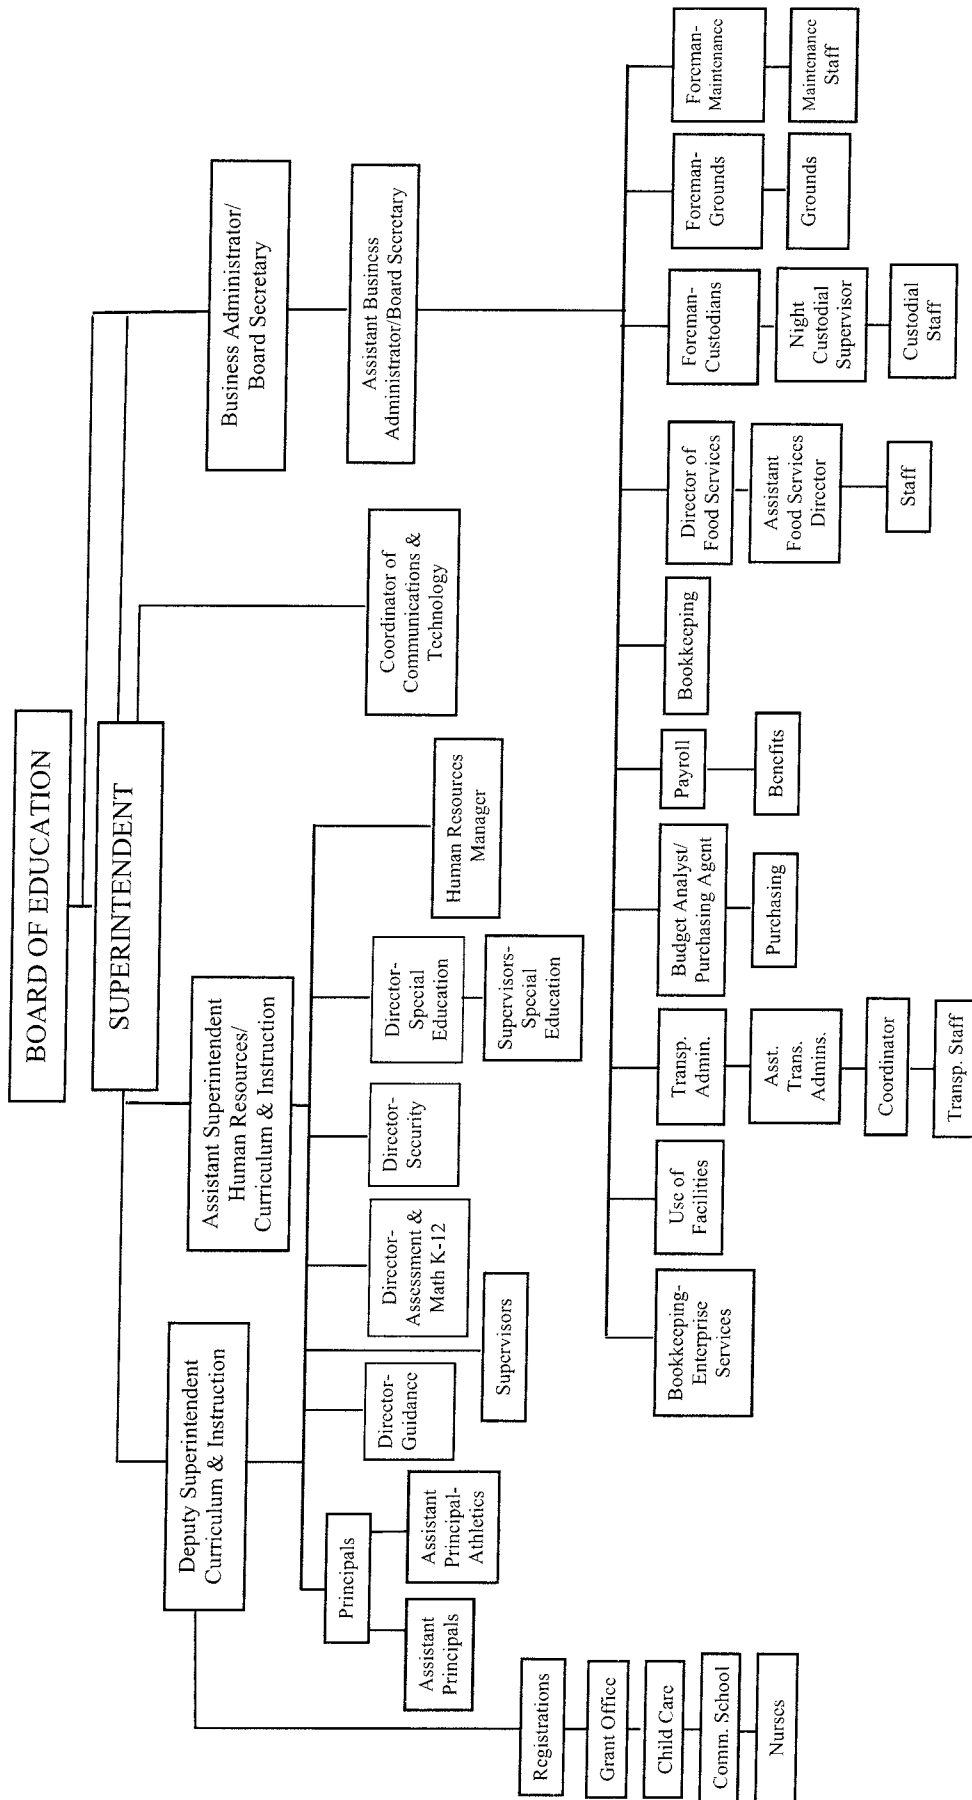 BOARD OF EDUCATION
SUPERINTENDENT
Deputy Superintendent
Curriculum & Instruction
Assistant Superintendent
Human Resources/
Curriculum & Instruction
Coordinator of
Communications &
Technology
Business Administrator/
Board Secretary
Assistant Business
Administrator/Board Secretary
Principals
Assistant
Principals
Assistant
Principal-
Athletics
Director-
Guidance
Supervisors
Director-
Assessment &
Math K-12
Director-
Security
Director-
Special
Education
Supervisors-
Special
Education
Human Resources
Manager
Registrations
Grant Office
Child Care
Comm. School
Nurses
Bookkeeping-
Enterprise
Services
Use of
Facilities
Transp.
Admin.
Asst.
Trans.
Admins.
Coordinator
Transp. Staff
Budget Analyst/
Purchasing Agent
Purchasing
Payroll
Benefits
Bookkeeping
Director of
Food Services
Assistant
Food Services
Director
Staff
Foreman-
Custodians
Night
Custodial
Supervisor
Custodial
Staff
Foreman-
Grounds
Grounds
Foreman-
Maintenance
Maintenance
Staff